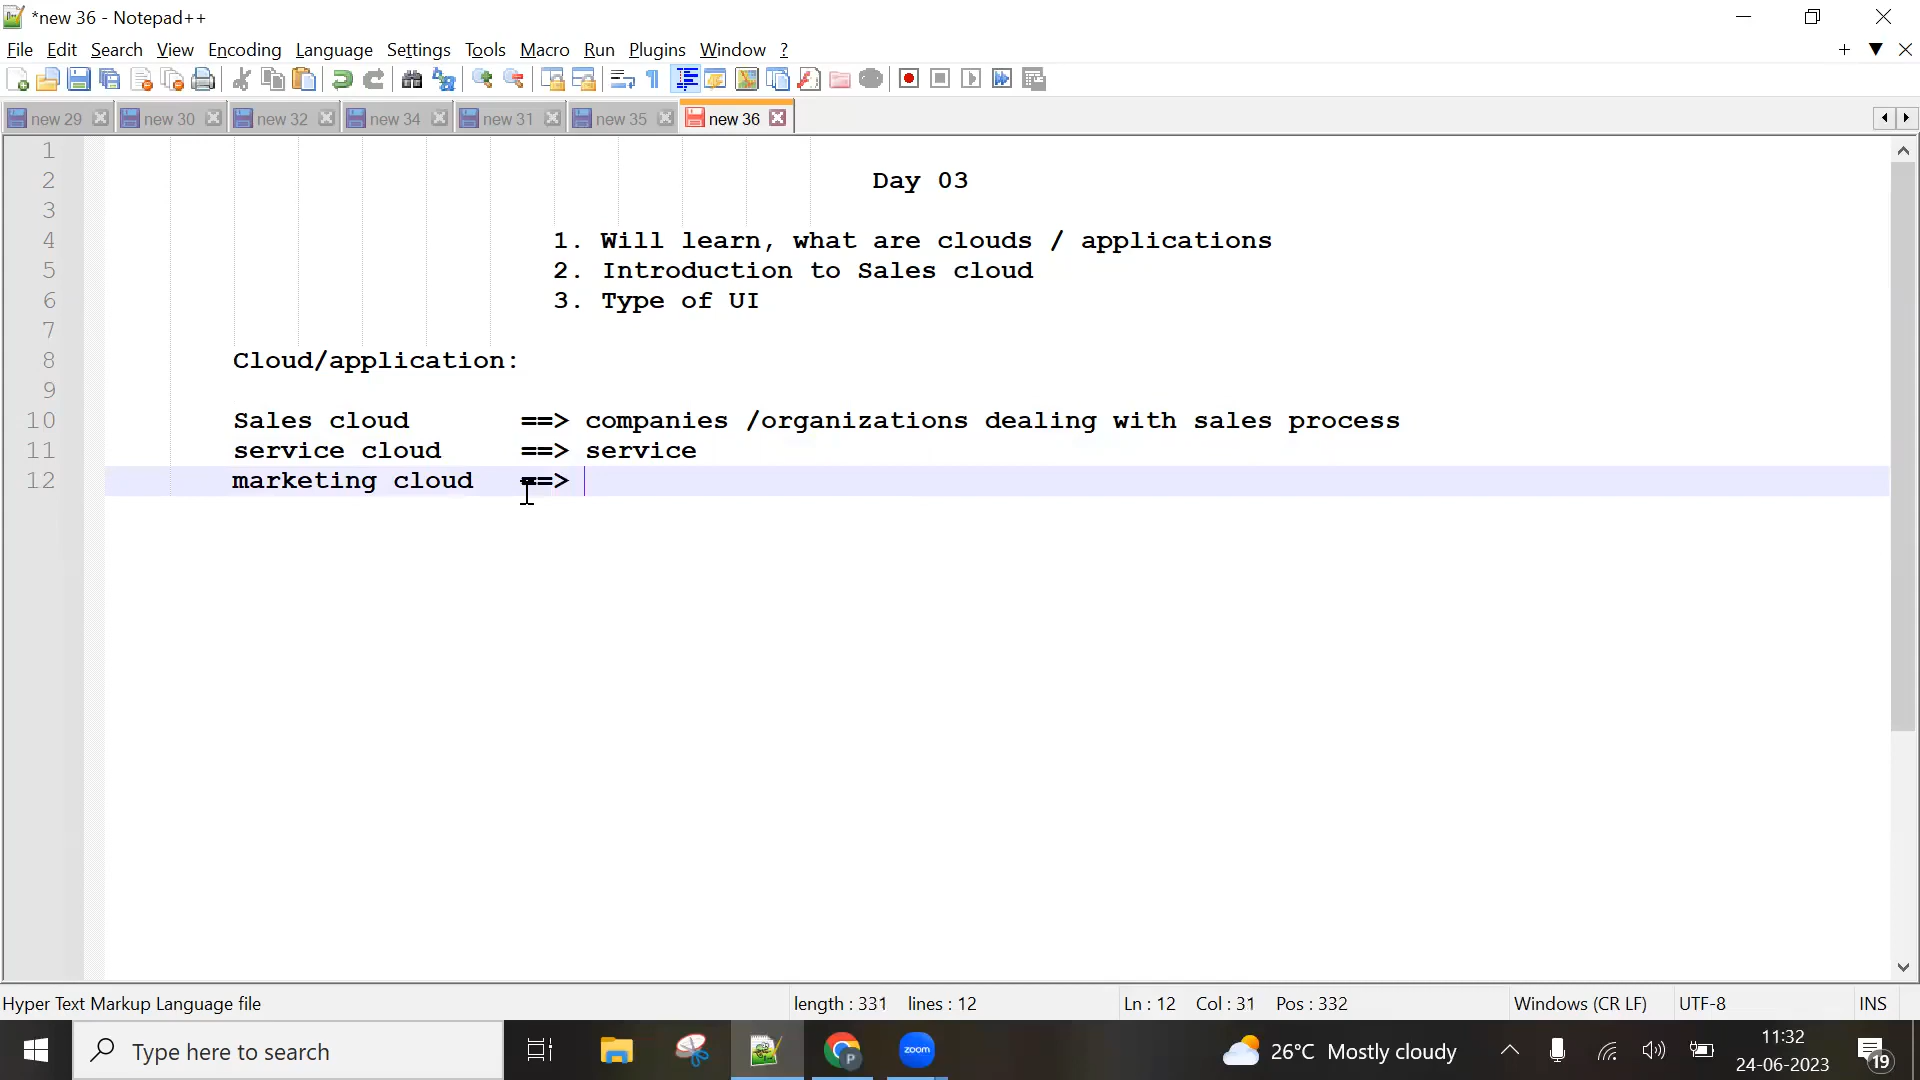 *new 36 - Notepad++
File Edit Search View Encoding Language Settings Tools Macro Run Plugins Window ?
new 29 new 30 new 32 new 34 new 31 new 35 new 36
1
2 Day 03
3
4 1. Will learn, what are clouds / applications
5 2. Introduction to Sales cloud
6 3. Type of UI
7
8 Cloud/application:
9
10 Sales cloud ==> companies /organizations dealing with sales process
11 service cloud ==> service
12 marketing cloud ==>
Hyper Text Markup Language file length : 331 lines : 12 Ln : 12 Col : 31 Pos : 332 Windows (CR LF) UTF-8 INS
Type here to search zoom 26°C Mostly cloudy 11:32
24-06-2023 19